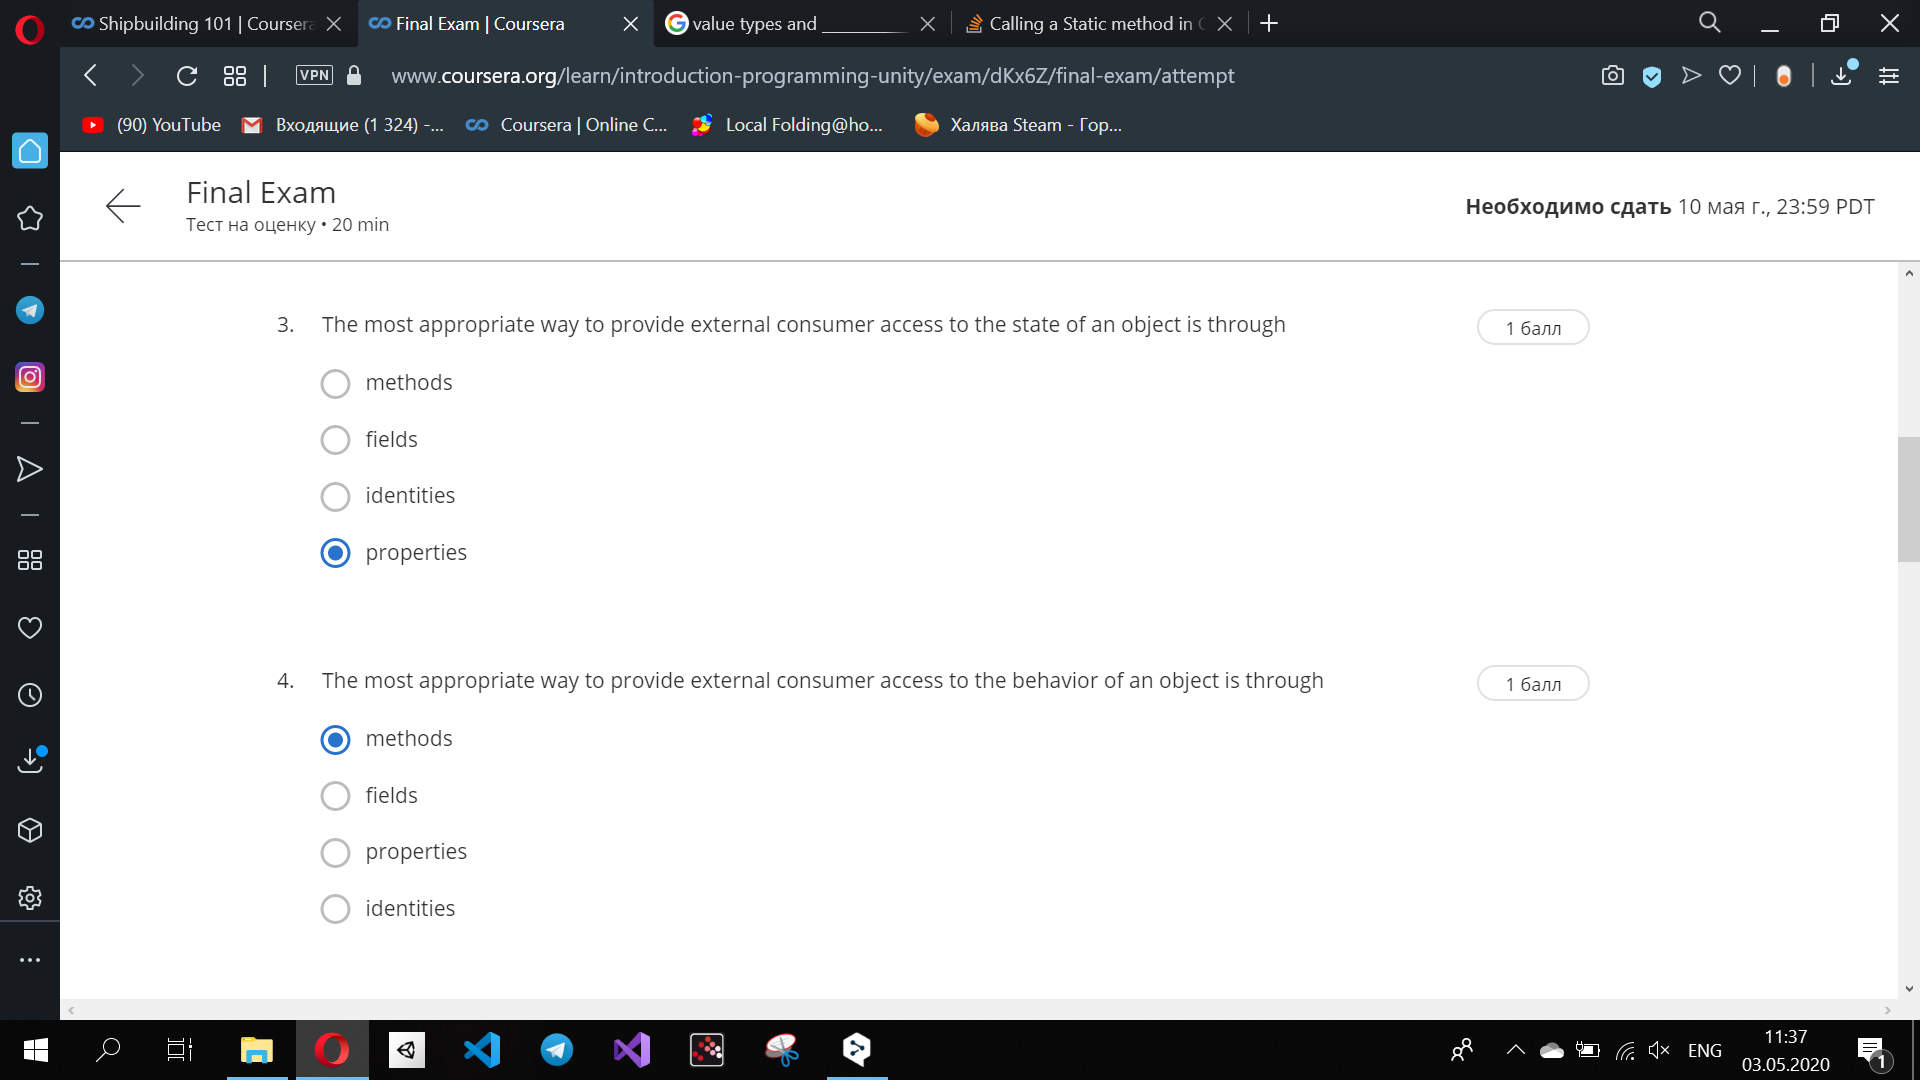 Shipbuilding 101 | Coursera
Final Exam | Coursera
value types and __________
Calling a Static method in C
VPN
www.coursera.org/learn/introduction-programming-unity/exam/dKx6Z/final-exam/attempt
(90) YouTube
Входящие (1 324) -...
Coursera | Online C...
Local Folding@ho...
Халява Steam - Гор...
Final Exam
Тест на оценку • 20 min
Необходимо сдать 10 мая г., 23:59 PDT
3. The most appropriate way to provide external consumer access to the state of an object is through
1 балл
methods
fields
identities
properties
4. The most appropriate way to provide external consumer access to the behavior of an object is through
1 балл
methods
fields
properties
identities
ENG
11:37
03.05.2020
1